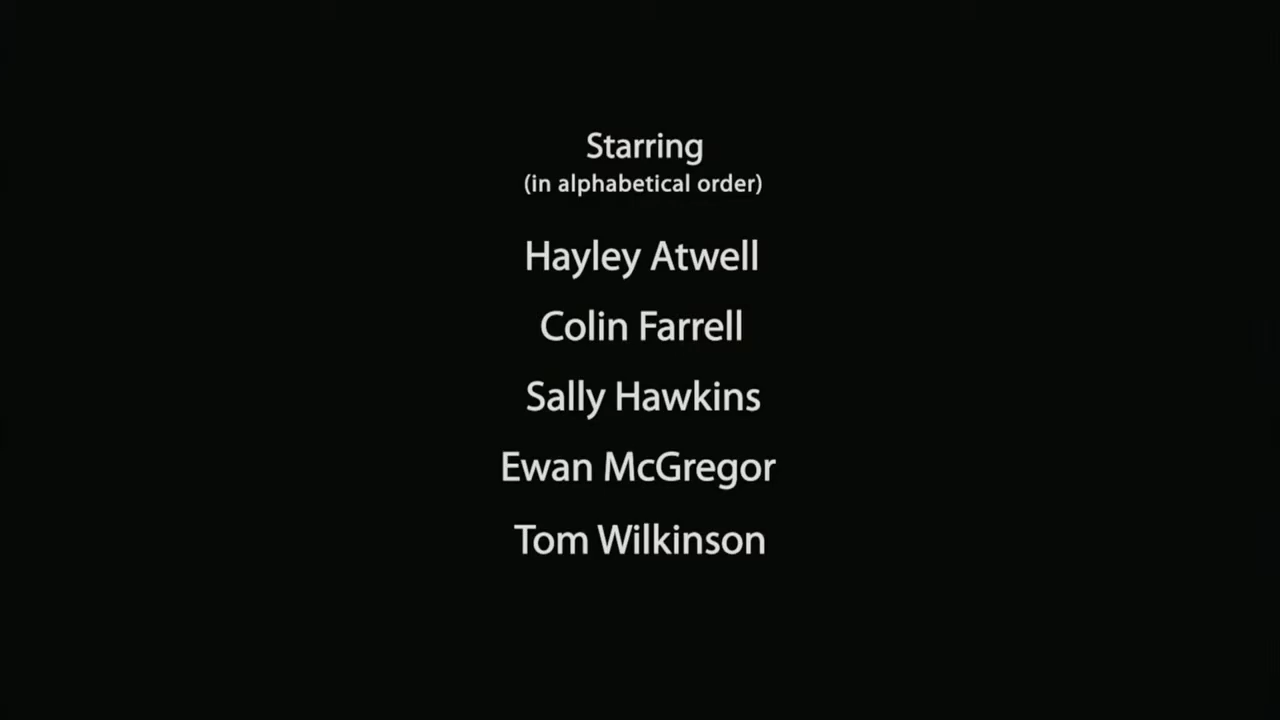 Starring
(in alphabetical order)
Hayley Atwell
Colin Farrell
Sally Hawkins
Ewan McGregor
Tom Wilkinson